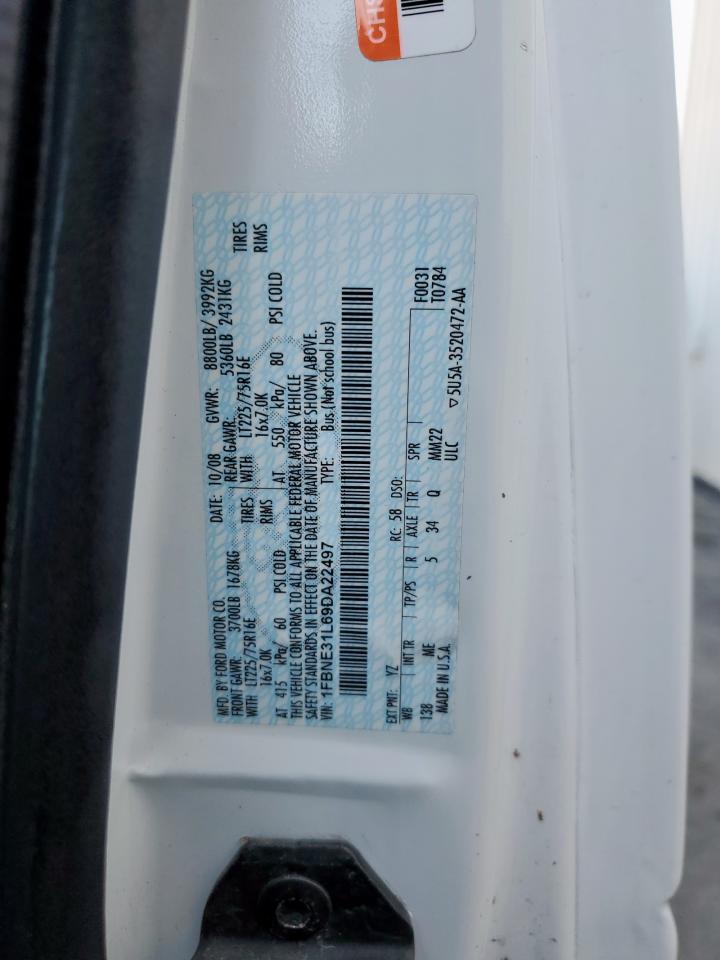 CHS
MFD. BY FORD MOTOR CO. DATE: 10/08 GVWR: 8800LB/ 3992KG
FRONT GAWR: 3700LB 1678KG REAR GAWR: 5360LB 2431KG
WITH LT225/75R16E TIRES WITH LT225/75R16E TIRES
16x7.0K RIMS 16x7.0K RIMS
AT 415 kPa/ 60 PSI COLD AT 550 kPa/ 80 PSI COLD
THIS VEHICLE CONFORMS TO ALL APPLICABLE FEDERAL MOTOR VEHICLE
SAFETY STANDARDS IN EFFECT ON THE DATE OF MANUFACTURE SHOWN ABOVE.
VIN: 1FBNE31L69DA22497 TYPE: Bus (Not school bus)
EXT PNT: YZ RC: 58 DSO: F0031
WB INT TR TP/PS R AXLE TR SPR T0784
138 ME 5 34 Q MM22
MADE IN U.S.A. ULC ▽5U5A-3520472-AA